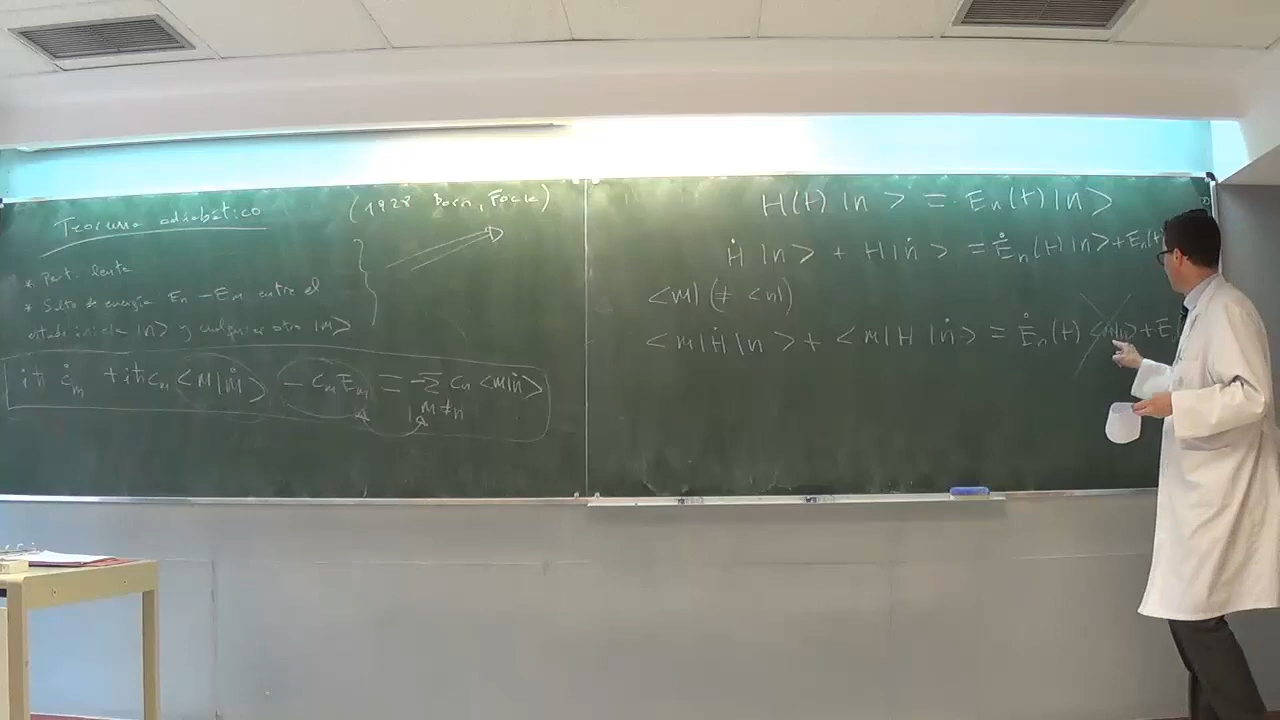 Teorema adiabático
(1928 Born, Fock)
* Pert. lenta
* Salto de energía En - Em entre el
estado inicial |n> y cualquier otro |m>
iħ ċm + iħ cm <m|ṁ> - cm Em = -Σ cn <m|ṅ>
m≠n
H(t) |n> = En(t) |n>
Ḣ |n> + H|ṅ> = Ėn(t) |n> + En(t)
<m| (≠ <n|)
<m|Ḣ|n> + <m|H|ṅ> = Ėn(t) <m|n> + E